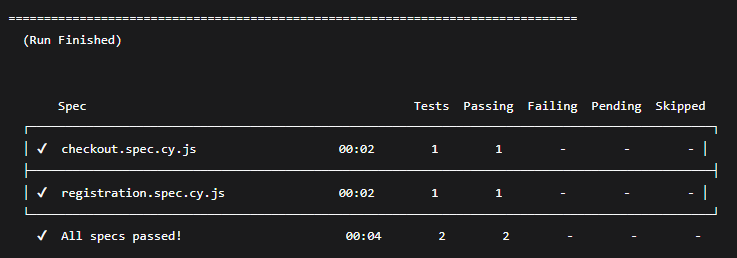 ================================================================================
(Run Finished)
Spec Tests Passing Failing Pending Skipped
✔ checkout.spec.cy.js 00:02 1 1 - - -
✔ registration.spec.cy.js 00:02 1 1 - - -
✔ All specs passed! 00:04 2 2 - - -